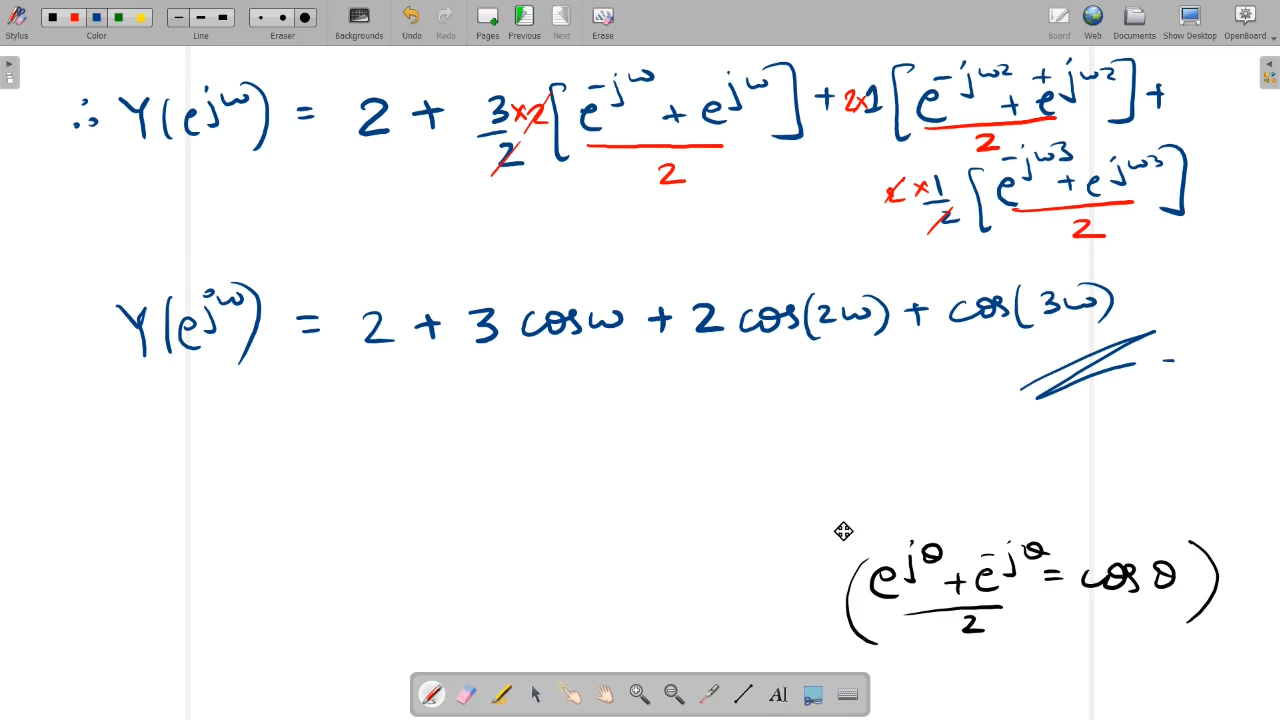 Stylus Color Line Eraser Backgrounds Undo Redo Pages Previous Next Erase Board Web Documents Show Desktop OpenBoard
∴ Y(e^{jω}) = 2 + 3/2 ×2 [ (e^{-jω} + e^{jω})/2 ] + 2×1 [ (e^{-jω2} + e^{+jω2})/2 ] +
2 × 1/2 [ (e^{-jω3} + e^{jω3})/2 ]
Y(e^{jω}) = 2 + 3 cosω + 2 cos(2ω) + cos(3ω)
( (e^{jθ} + e^{-jθ})/2 = cos θ )
AI